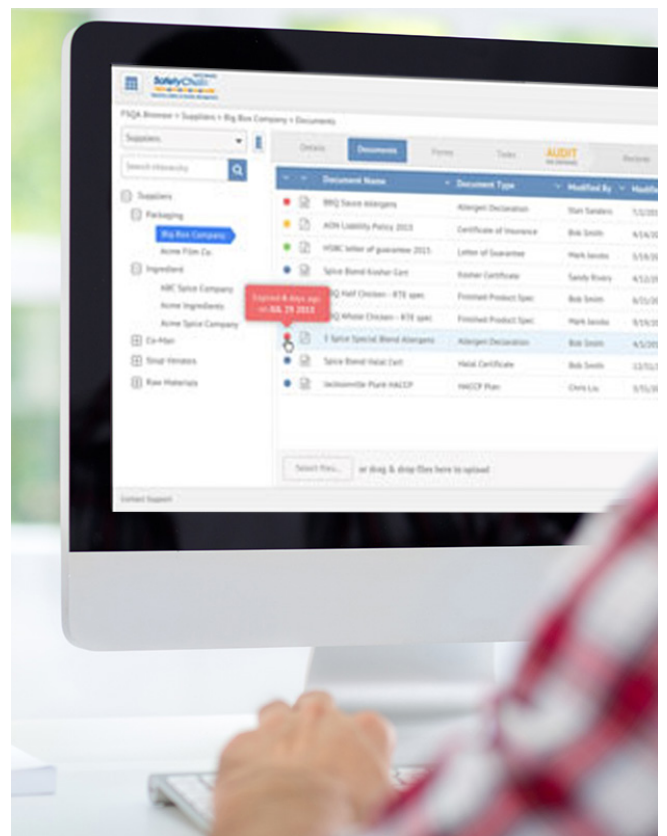 SafetyChain
FSQA Browser > Suppliers > Big Box Company > Documents
Suppliers
Search Hierarchy
Details Documents Forms Tasks AUDIT Records
Document Name Document Type Modified By Modified
Suppliers
Packaging
Big Box Company
Acme Film Co.
Ingredient
ABC Spice Company
Acme Ingredients
Acme Spice Company
Co-Man
Soup Vendors
Raw Materials
BBQ Sauce Allergens Allergen Declaration Stan Sanders
AON Liability Policy 2013 Certificate of Insurance Bob Smith
HSBC letter of guarantee 2013 Letter of Guarantee Mark Jacobs
Spice Blend Kosher Cert Kosher Certificate Sandy Rivers
BQ Half Chicken - RTE spec Finished Product Spec Bob Smith
BQ Whole Chicken - RTE spec Finished Product Spec Mark Jacobs
3 Spice Special Blend Allergens Allergen Declaration Bob Smith
Spice Blend Halal Cert Halal Certificate Bob Smith
Jacksonville Plant HACCP HACCP Plan Chris Liu
Expired 4 days ago
on JUL 29 2013
Select files... or drag & drop files here to upload
Contact Support